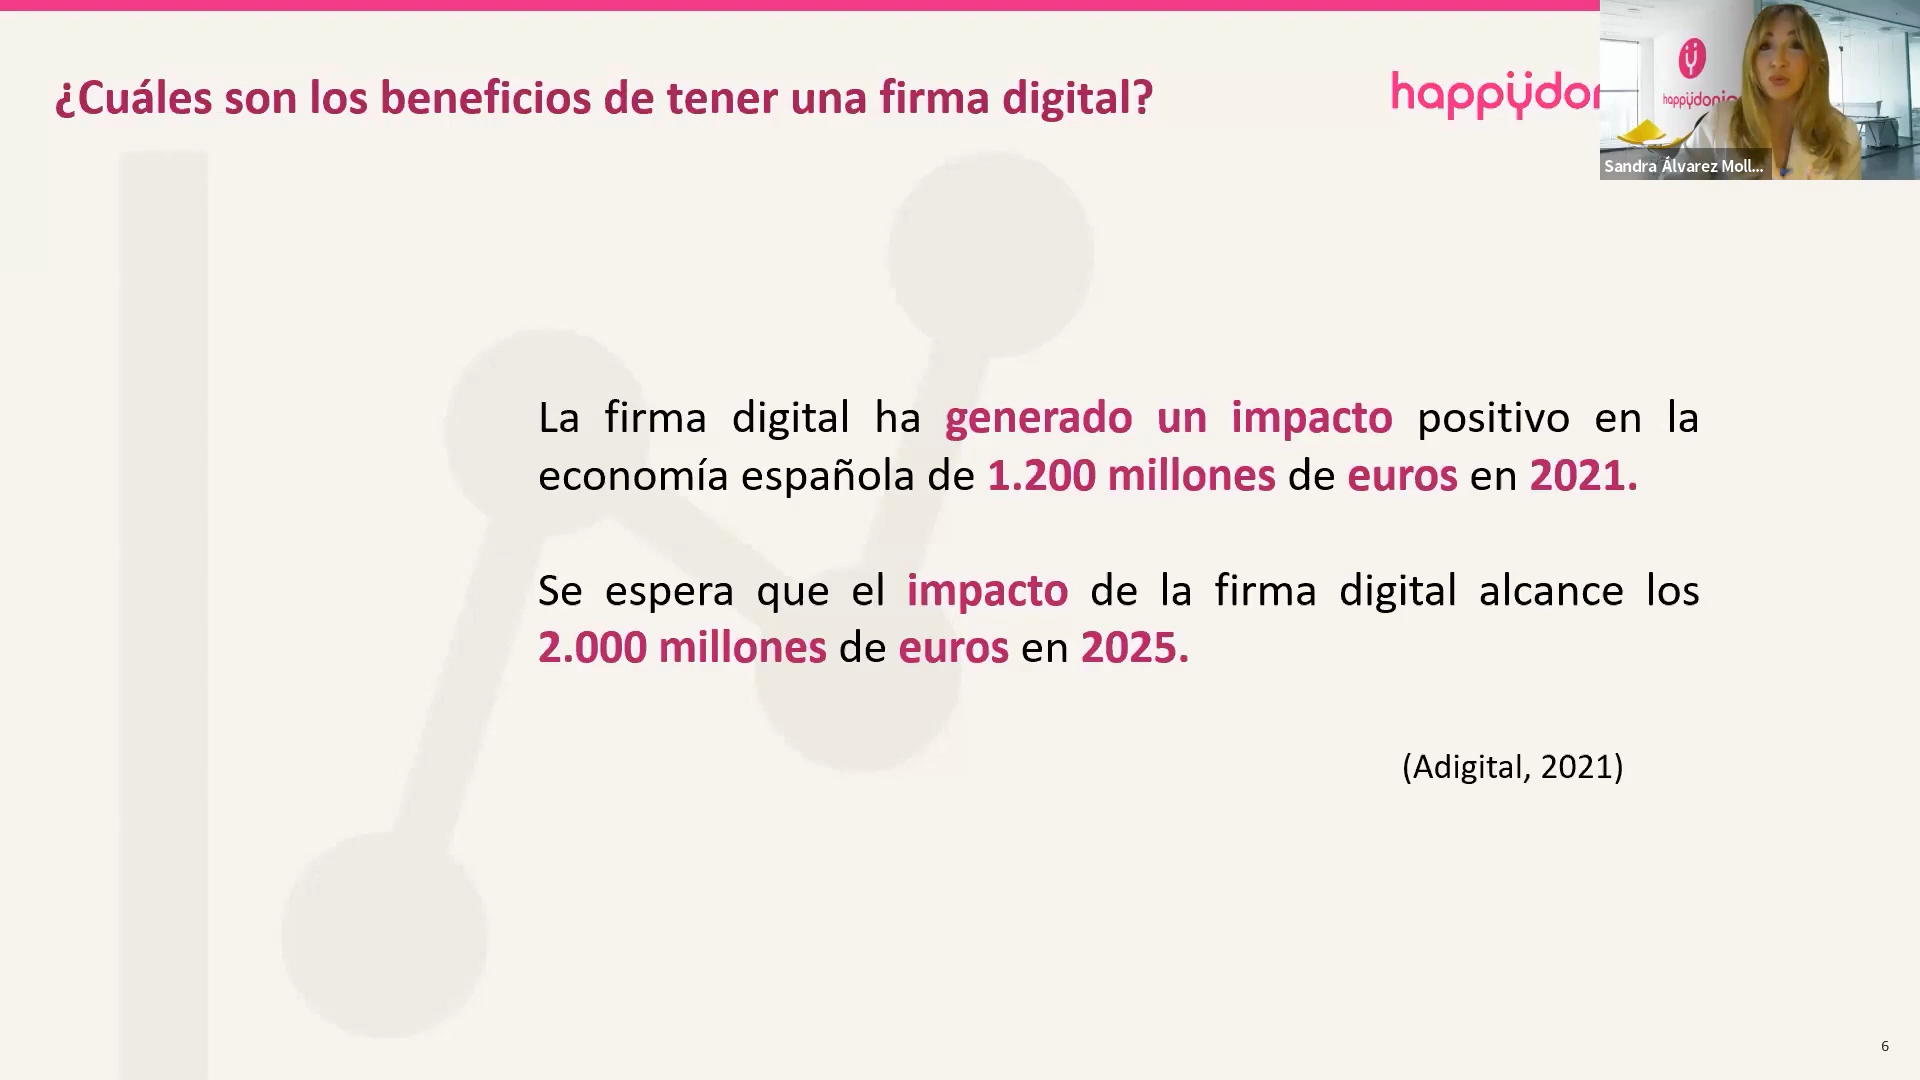 ¿Cuáles son los beneficios de tener una firma digital?
happÿdo
happÿdonia
Sandra Álvarez Moll...
La firma digital ha generado un impacto positivo en la
economía española de 1.200 millones de euros en 2021.
Se espera que el impacto de la firma digital alcance los
2.000 millones de euros en 2025.
(Adigital, 2021)
6